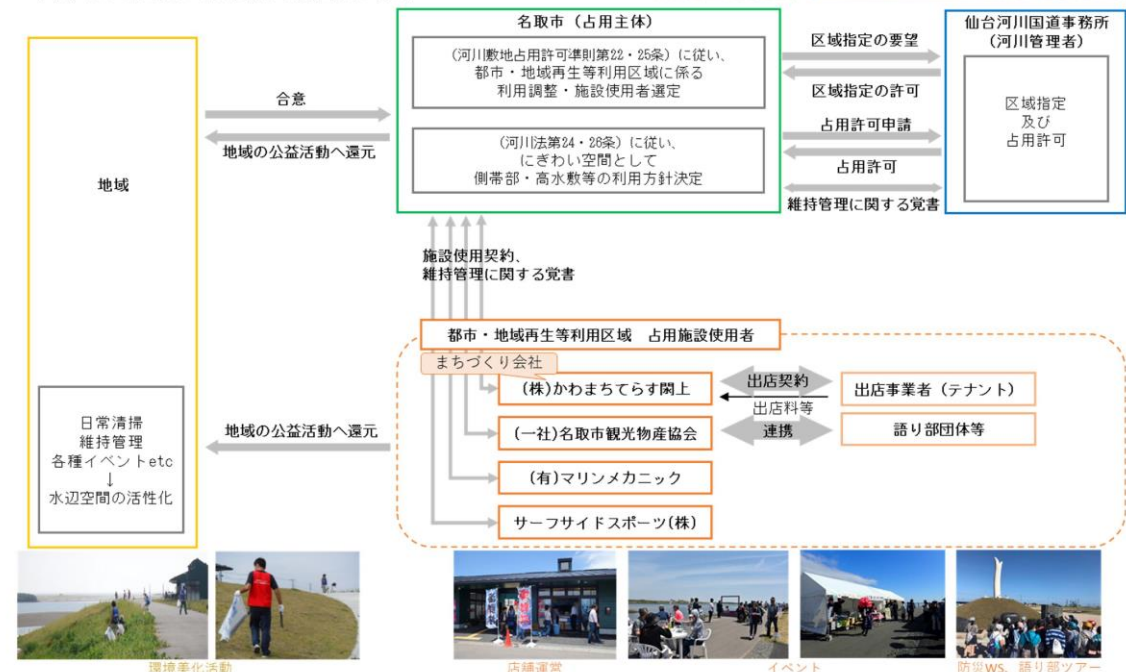 名取市（占用主体）
(河川敷地占用許可準則第22・25条）に従い、
都市・地域再生等利用区域に係る
利用調整・施設使用者選定
(河川法第24・26条）に従い、
にぎわい空間として
側帯部・高水敷等の利用方針決定
仙台河川国道事務所
(河川管理者)
区域指定
及び
占用許可
区域指定の要望
区域指定の許可
占用許可申請
占用許可
維持管理に関する覚書
合意
地域の公益活動へ還元
地域
日常清掃
維持管理
各種イベントetc
↓
水辺空間の活性化
施設使用契約、
維持管理に関する覚書
都市・地域再生等利用区域　占用施設使用者
まちづくり会社
(株)かわまちてらす閖上
(一社)名取市観光物産協会
(有)マリンメカニック
サーフサイドスポーツ(株)
出店契約
出店料等
連携
出店事業者（テナント）
語り部団体等
地域の公益活動へ還元
環境美化活動
店舗運営
イベント
防災WS、語り部ツアー